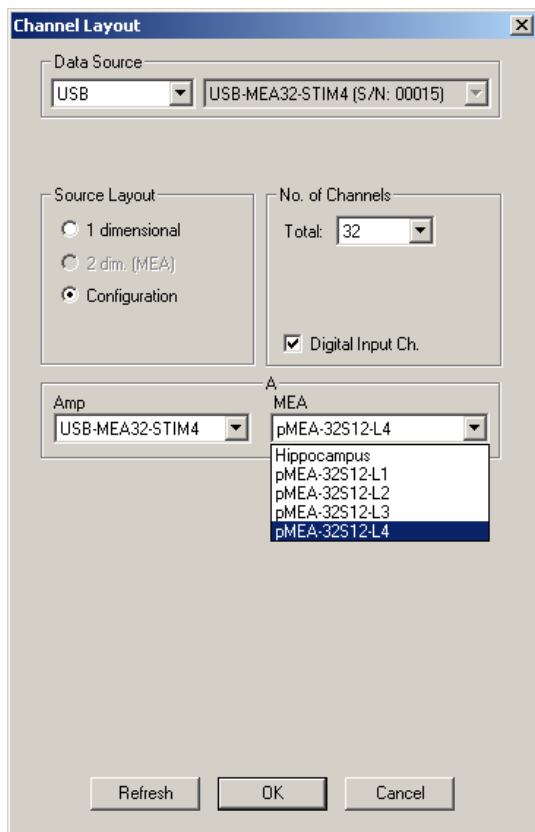 Channel Layout
Data Source
USB USB-MEA32-STIM4 (S/N: 00015)
Source Layout
1 dimensional
2 dim. (MEA)
Configuration
No. of Channels
Total: 32
Digital Input Ch.
A
Amp
USB-MEA32-STIM4
MEA
pMEA-32S12-L4
Hippocampus
pMEA-32S12-L1
pMEA-32S12-L2
pMEA-32S12-L3
pMEA-32S12-L4
Refresh OK Cancel